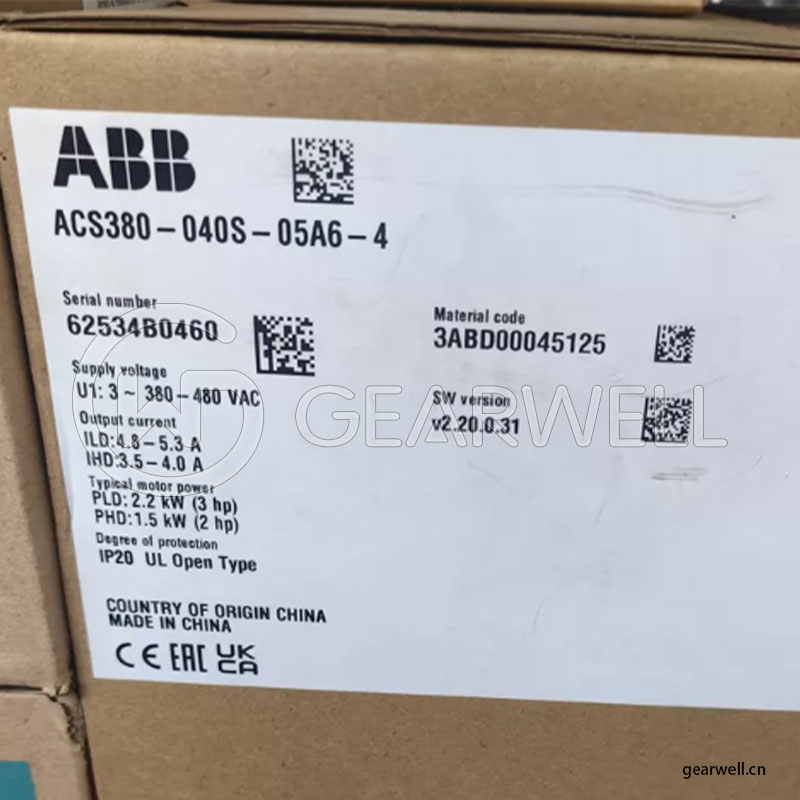 ABB
ACS380-040S-05A6-4
Serial number
62534B0460
Material code
3ABD00045125
Supply voltage
U1: 3 ~ 380-480 VAC
SW version
v2.20.0.31
Output current
ILD:4.8-5.3 A
IHD:3.5-4.0 A
Typical motor power
PLD: 2.2 kW (3 hp)
PHD: 1.5 kW (2 hp)
Degree of protection
IP20 UL Open Type
COUNTRY OF ORIGIN CHINA
MADE IN CHINA
CE EAC UK CA
GEARWELL
gearwell.cn